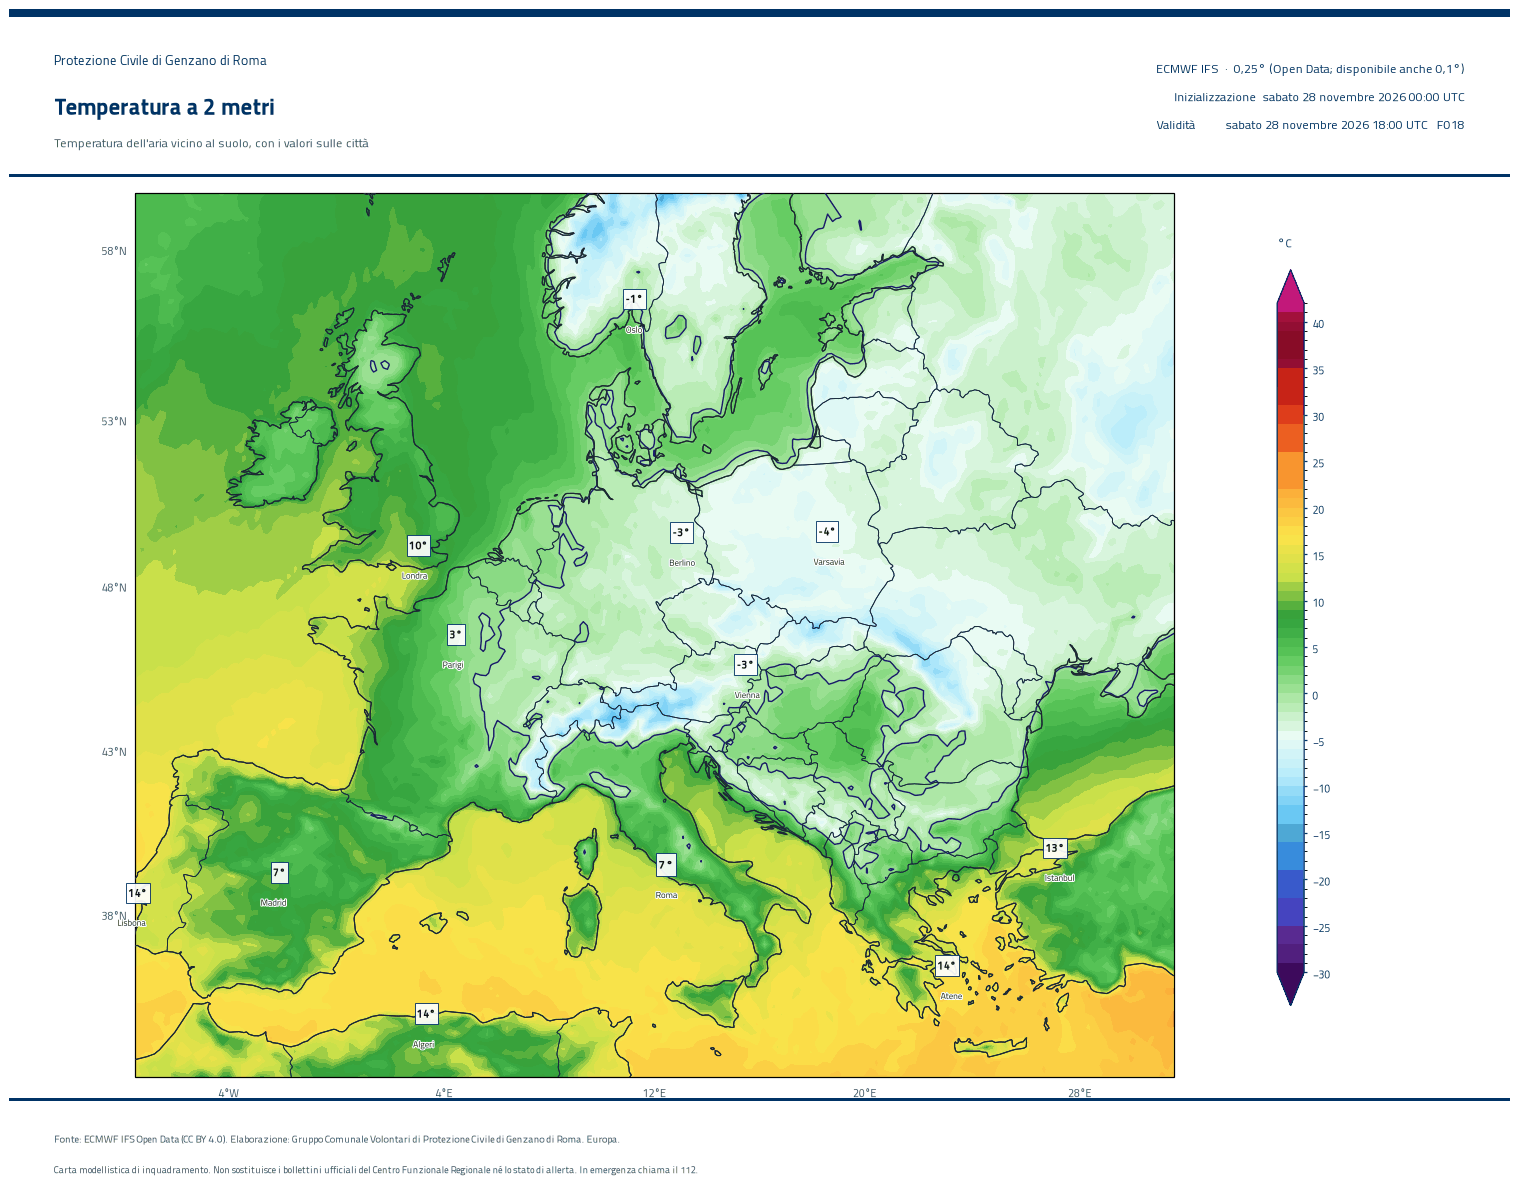 Protezione Civile di Genzano di Roma
Temperatura a 2 metri
Temperatura dell'aria vicino al suolo, con i valori sulle città
ECMWF IFS · 0,25° (Open Data; disponibile anche 0,1°)
Inizializzazione sabato 28 novembre 2026 00:00 UTC
Validità sabato 28 novembre 2026 18:00 UTC F018
58°N
53°N
48°N
43°N
38°N
-1°
Oslo
10°
Londra
-3°
Berlino
-4°
Varsavia
3°
Parigi
-3°
Vienna
13°
Istanbul
7°
Madrid
7°
Roma
14°
Lisbona
14°
Atene
14°
Algeri
4°W
4°E
12°E
20°E
28°E
°C
40
35
30
25
20
15
10
5
0
−5
−10
−15
−20
−25
−30
Fonte: ECMWF IFS Open Data (CC BY 4.0). Elaborazione: Gruppo Comunale Volontari di Protezione Civile di Genzano di Roma. Europa.
Carta modellistica di inquadramento. Non sostituisce i bollettini ufficiali del Centro Funzionale Regionale né lo stato di allerta. In emergenza chiama il 112.